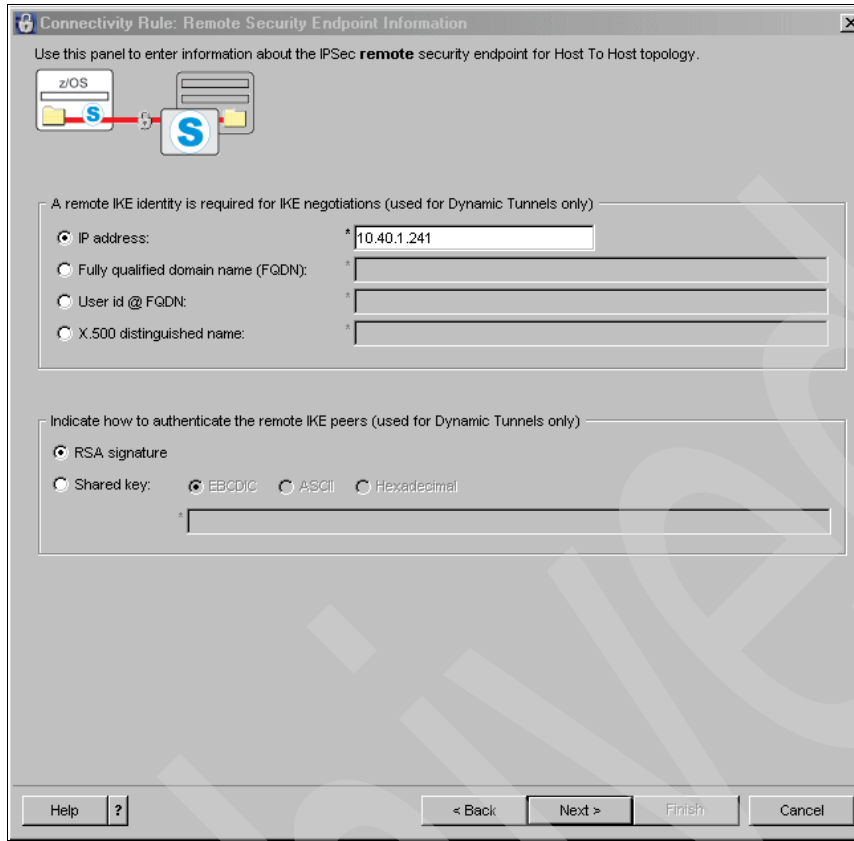 Connectivity Rule: Remote Security Endpoint Information
Use this panel to enter information about the IPSec remote security endpoint for Host To Host topology.
z/OS
S
S
A remote IKE identity is required for IKE negotiations (used for Dynamic Tunnels only)
IP address: * 10.40.1.241
Fully qualified domain name (FQDN): *
User id @ FQDN: *
X.500 distinguished name: *
Indicate how to authenticate the remote IKE peers (used for Dynamic Tunnels only)
RSA signature
Shared key: EBCDIC ASCII Hexadecimal
*
Help ? < Back Next > Finish Cancel